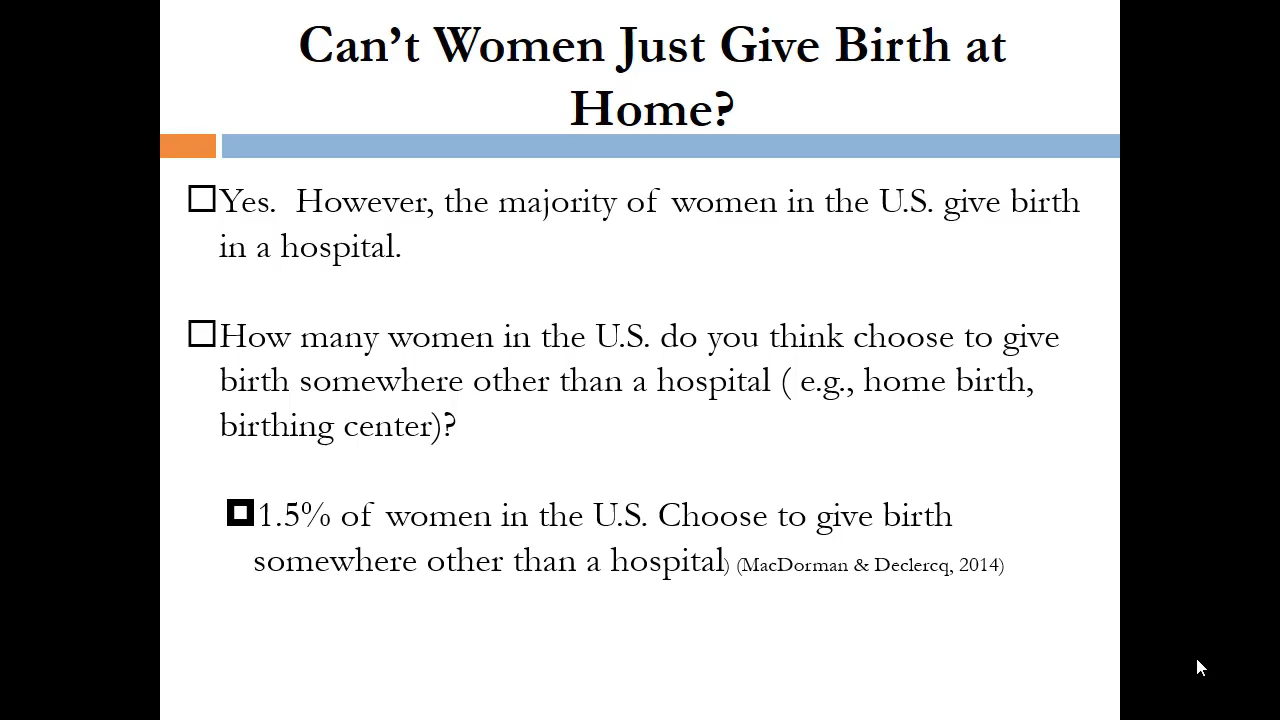 Can't Women Just Give Birth at
Home?
Yes.  However, the majority of women in the U.S. give birth
in a hospital.
How many women in the U.S. do you think choose to give
birth somewhere other than a hospital ( e.g., home birth,
birthing center)?
1.5% of women in the U.S. Choose to give birth
somewhere other than a hospital) (MacDorman & Declercq, 2014)